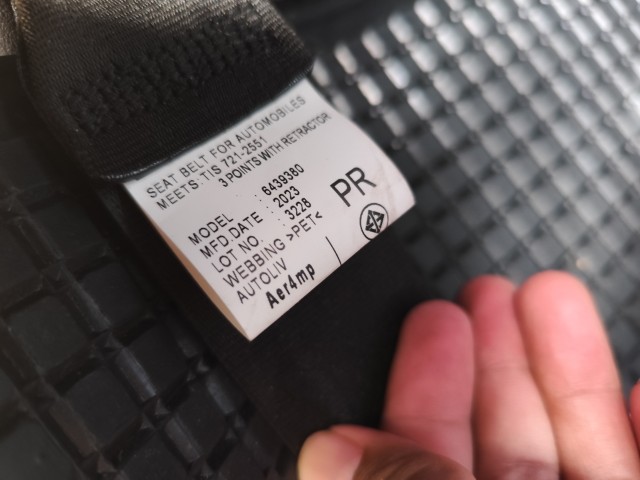 SEAT BELT FOR AUTOMOBILES
MEETS: TIS 721-2551
3 POINTS WITH RETRACTOR
MODEL : 6439380
MFD.DATE : 2023
LOT NO. : 3228
WEBBING >PET<
AUTOLIV
Aer4mp
PR